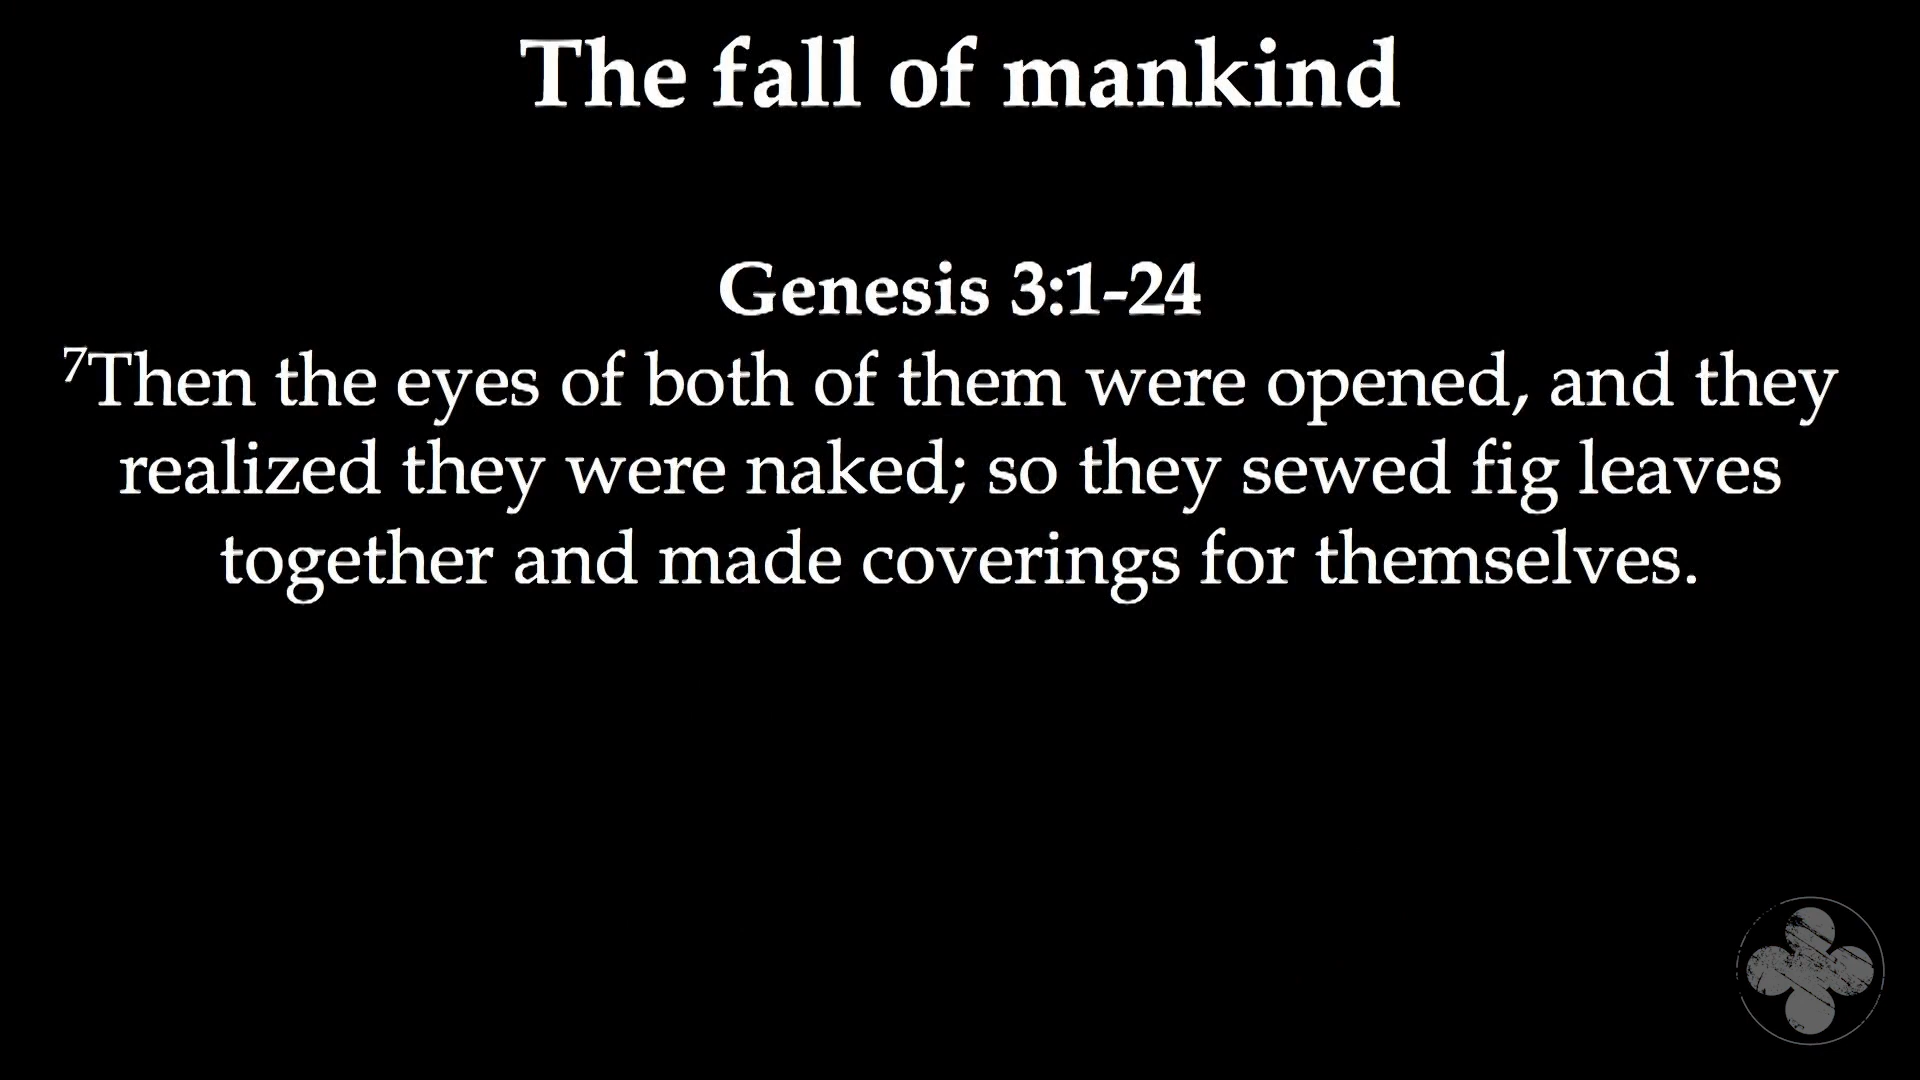 The fall of mankind
Genesis 3:1-24
⁷Then the eyes of both of them were opened, and they
realized they were naked; so they sewed fig leaves
together and made coverings for themselves.